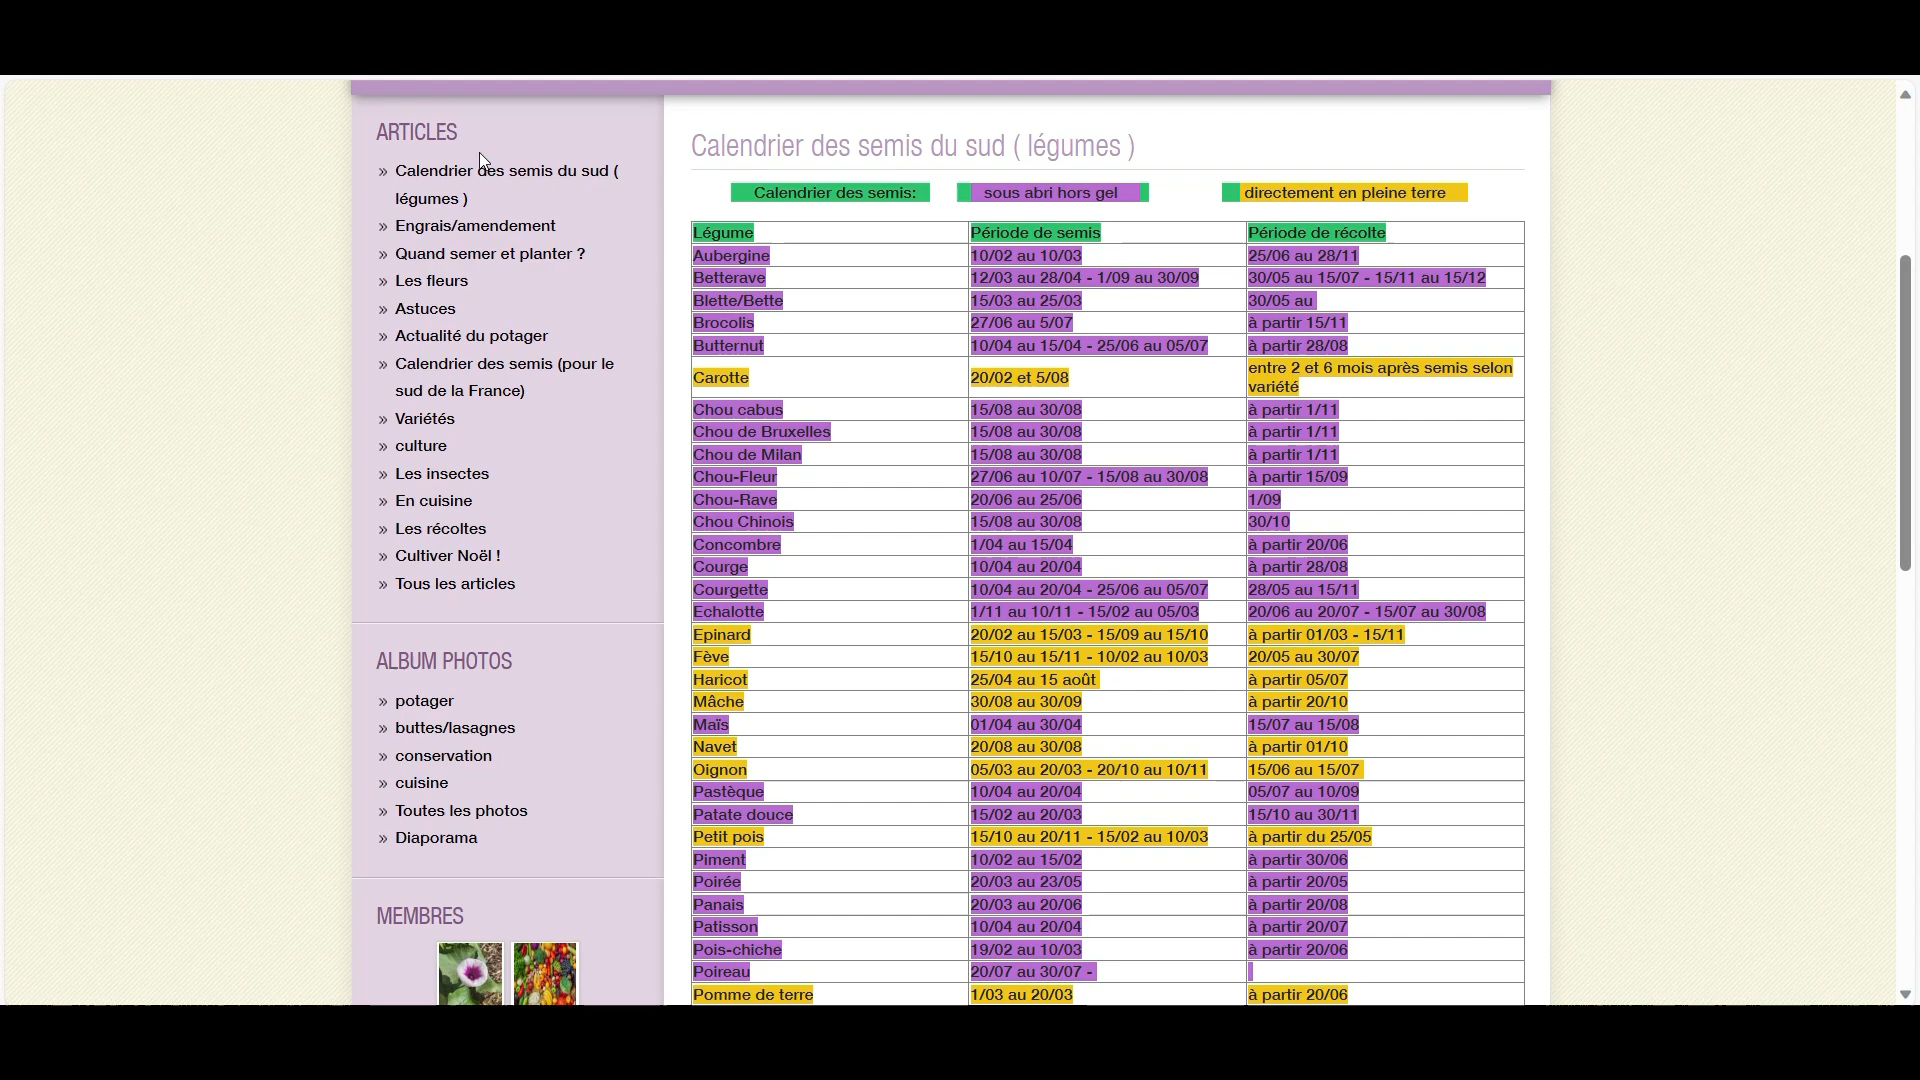 ARTICLES
» Calendrier des semis du sud (
légumes )
» Engrais/amendement
» Quand semer et planter ?
» Les fleurs
» Astuces
» Actualité du potager
» Calendrier des semis (pour le
sud de la France)
» Variétés
» culture
» Les insectes
» En cuisine
» Les récoltes
» Cultiver Noël !
» Tous les articles
ALBUM PHOTOS
» potager
» buttes/lasagnes
» conservation
» cuisine
» Toutes les photos
» Diaporama
MEMBRES
Calendrier des semis du sud ( légumes )
Calendrier des semis: sous abri hors gel directement en pleine terre
Légume Période de semis Période de récolte
Aubergine 10/02 au 10/03 25/06 au 28/11
Betterave 12/03 au 28/04 - 1/09 au 30/09 30/05 au 15/07 - 15/11 au 15/12
Blette/Bette 15/03 au 25/03 30/05 au
Brocolis 27/06 au 5/07 à partir 15/11
Butternut 10/04 au 15/04 - 25/06 au 05/07 à partir 28/08
Carotte 20/02 et 5/08 entre 2 et 6 mois après semis selon
variété
Chou cabus 15/08 au 30/08 à partir 1/11
Chou de Bruxelles 15/08 au 30/08 à partir 1/11
Chou de Milan 15/08 au 30/08 à partir 1/11
Chou-Fleur 27/06 au 10/07 - 15/08 au 30/08 à partir 15/09
Chou-Rave 20/06 au 25/06 1/09
Chou Chinois 15/08 au 30/08 30/10
Concombre 1/04 au 15/04 à partir 20/06
Courge 10/04 au 20/04 à partir 28/08
Courgette 10/04 au 20/04 - 25/06 au 05/07 28/05 au 15/11
Echalotte 1/11 au 10/11 - 15/02 au 05/03 20/06 au 20/07 - 15/07 au 30/08
Epinard 20/02 au 15/03 - 15/09 au 15/10 à partir 01/03 - 15/11
Fève 15/10 au 15/11 - 10/02 au 10/03 20/05 au 30/07
Haricot 25/04 au 15 août à partir 05/07
Mâche 30/08 au 30/09 à partir 20/10
Maïs 01/04 au 30/04 15/07 au 15/08
Navet 20/08 au 30/08 à partir 01/10
Oignon 05/03 au 20/03 - 20/10 au 10/11 15/06 au 15/07
Pastèque 10/04 au 20/04 05/07 au 10/09
Patate douce 15/02 au 20/03 15/10 au 30/11
Petit pois 15/10 au 20/11 - 15/02 au 10/03 à partir du 25/05
Piment 10/02 au 15/02 à partir 30/06
Poirée 20/03 au 23/05 à partir 20/05
Panais 20/03 au 20/06 à partir 20/08
Patisson 10/04 au 20/04 à partir 20/07
Pois-chiche 19/02 au 10/03 à partir 20/06
Poireau 20/07 au 30/07 -
Pomme de terre 1/03 au 20/03 à partir 20/06